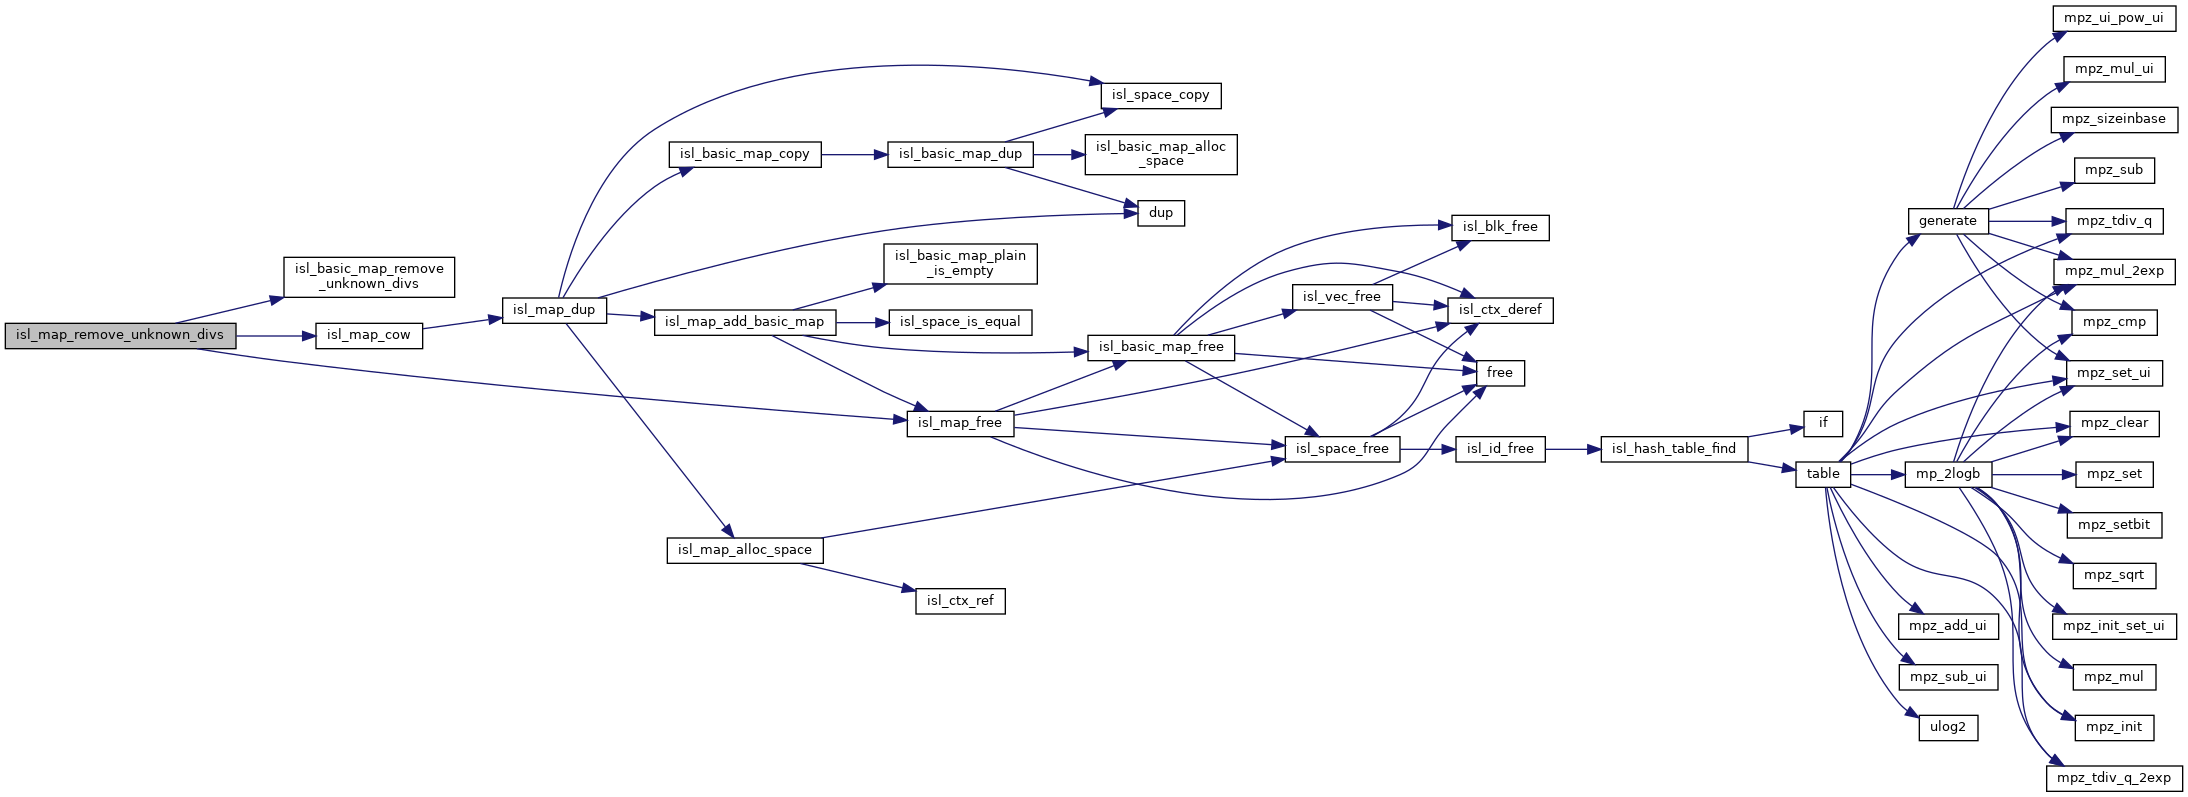 isl_map_remove_unknown_divs
isl_basic_map_remove
_unknown_divs
isl_map_cow
isl_map_dup
isl_basic_map_copy
isl_map_add_basic_map
isl_map_alloc_space
isl_basic_map_dup
isl_basic_map_plain
_is_empty
isl_space_is_equal
isl_map_free
isl_ctx_ref
isl_space_copy
isl_basic_map_alloc
_space
dup
isl_basic_map_free
isl_vec_free
isl_space_free
isl_blk_free
isl_ctx_deref
free
isl_id_free
isl_hash_table_find
if
table
generate
mp_2logb
mpz_add_ui
mpz_sub_ui
ulog2
mpz_ui_pow_ui
mpz_mul_ui
mpz_sizeinbase
mpz_sub
mpz_tdiv_q
mpz_mul_2exp
mpz_cmp
mpz_set_ui
mpz_clear
mpz_set
mpz_setbit
mpz_sqrt
mpz_init_set_ui
mpz_mul
mpz_init
mpz_tdiv_q_2exp